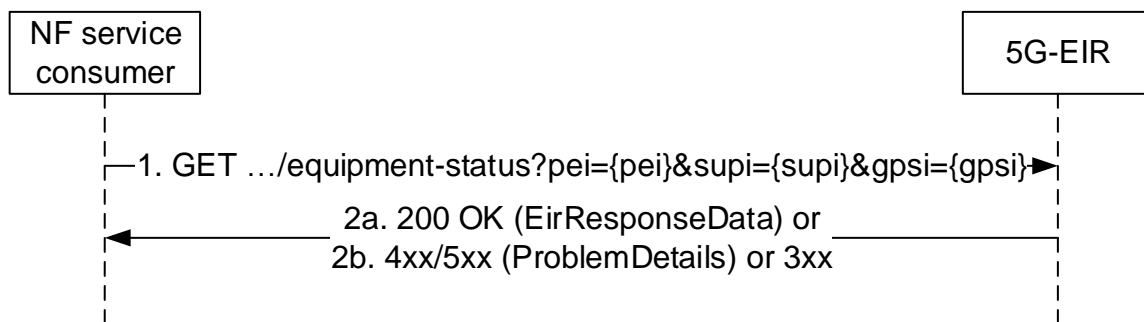 NF service
consumer
5G-EIR
1. GET …/equipment-status?pei={pei}&supi={supi}&gpsi={gpsi}
2a. 200 OK (EirResponseData) or
2b. 4xx/5xx (ProblemDetails) or 3xx